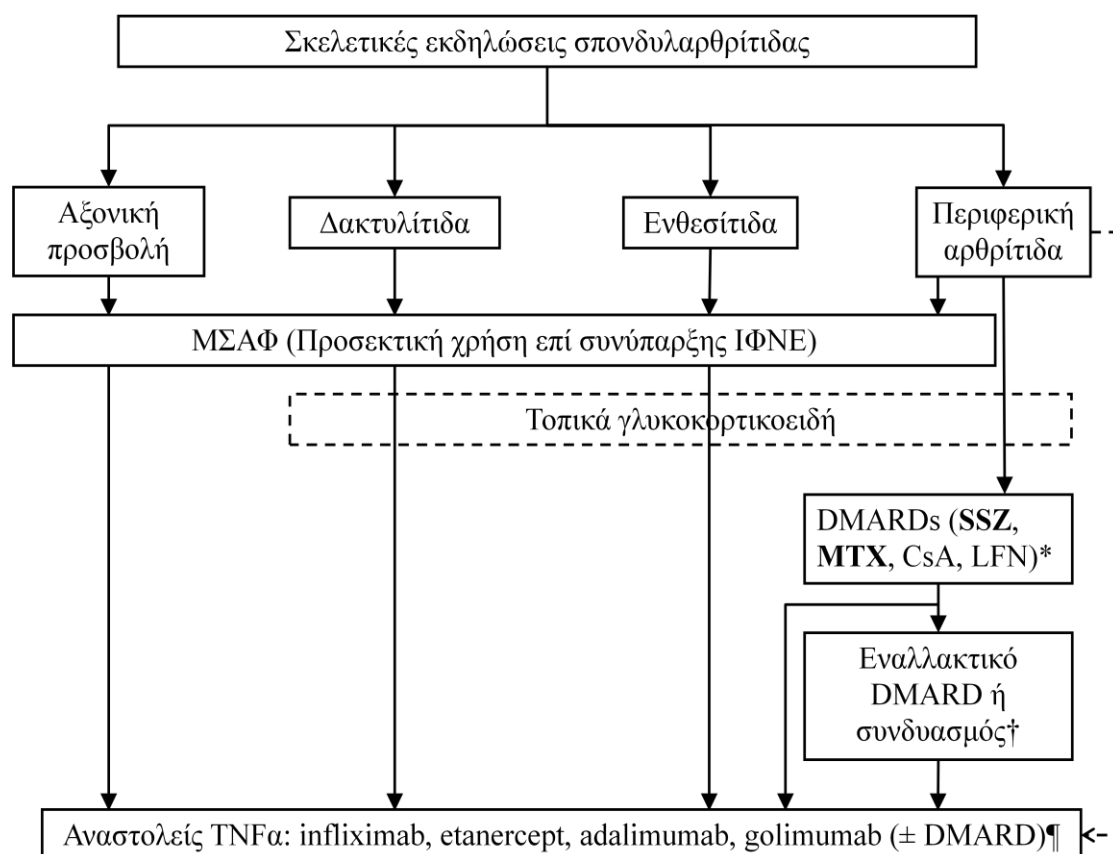 Σκελετικές εκδηλώσεις σπονδυλαρθρίτιδας
Αξονική
προσβολή
Δακτυλίτιδα
Ενθεσίτιδα
Περιφερική
αρθρίτιδα
ΜΣΑΦ (Προσεκτική χρήση επί συνύπαρξης ΙΦΝΕ)
Τοπικά γλυκοκορτικοειδή
DMARDs (SSZ,
MTX, CsA, LFN)*
Εναλλακτικό
DMARD ή
συνδυασμός†
Αναστολείς TNFα: infliximab, etanercept, adalimumab, golimumab (± DMARD)¶